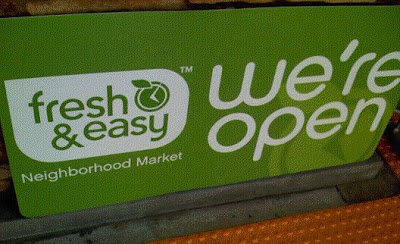 fresh
& easy
™
Neighborhood Market
we're
open